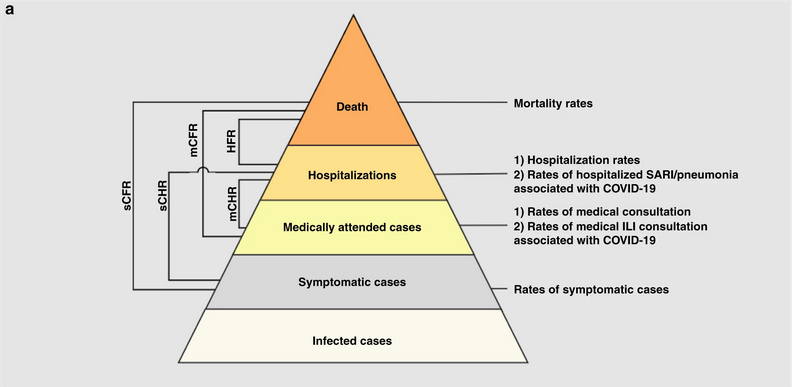 a
Death
Hospitalizations
Medically attended cases
Symptomatic cases
Infected cases
sCFR
sCHR
mCFR
HFR
mCHR
Mortality rates
1) Hospitalization rates
2) Rates of hospitalized SARI/pneumonia
associated with COVID-19
1) Rates of medical consultation
2) Rates of medical ILI consultation
associated with COVID-19
Rates of symptomatic cases